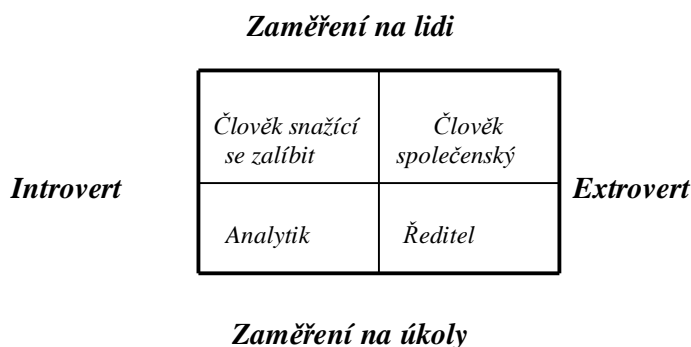 Zaměření na lidi
Člověk snažící
se zalíbit
Člověk
společenský
Introvert
Extrovert
Analytik
Ředitel
Zaměření na úkoly